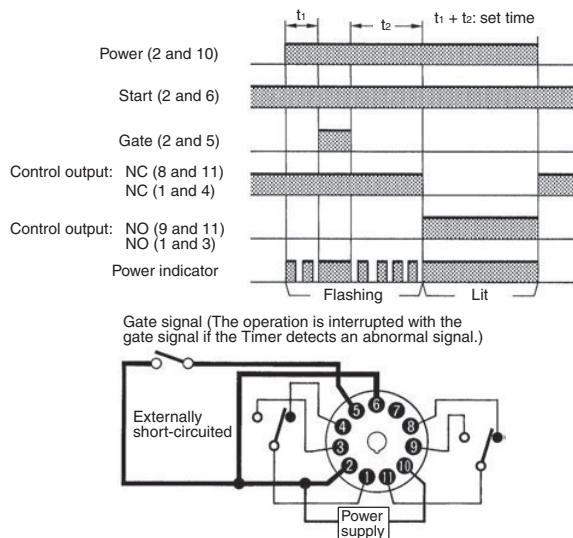 t1
t2
t1 + t2: set time
Power (2 and 10)
Start (2 and 6)
Gate (2 and 5)
Control output: NC (8 and 11)
NC (1 and 4)
Control output: NO (9 and 11)
NO (1 and 3)
Power indicator
Flashing
Lit
Gate signal (The operation is interrupted with the
gate signal if the Timer detects an abnormal signal.)
Externally
short-circuited
5
6
7
4
8
3
9
2
10
1
11
Power
supply